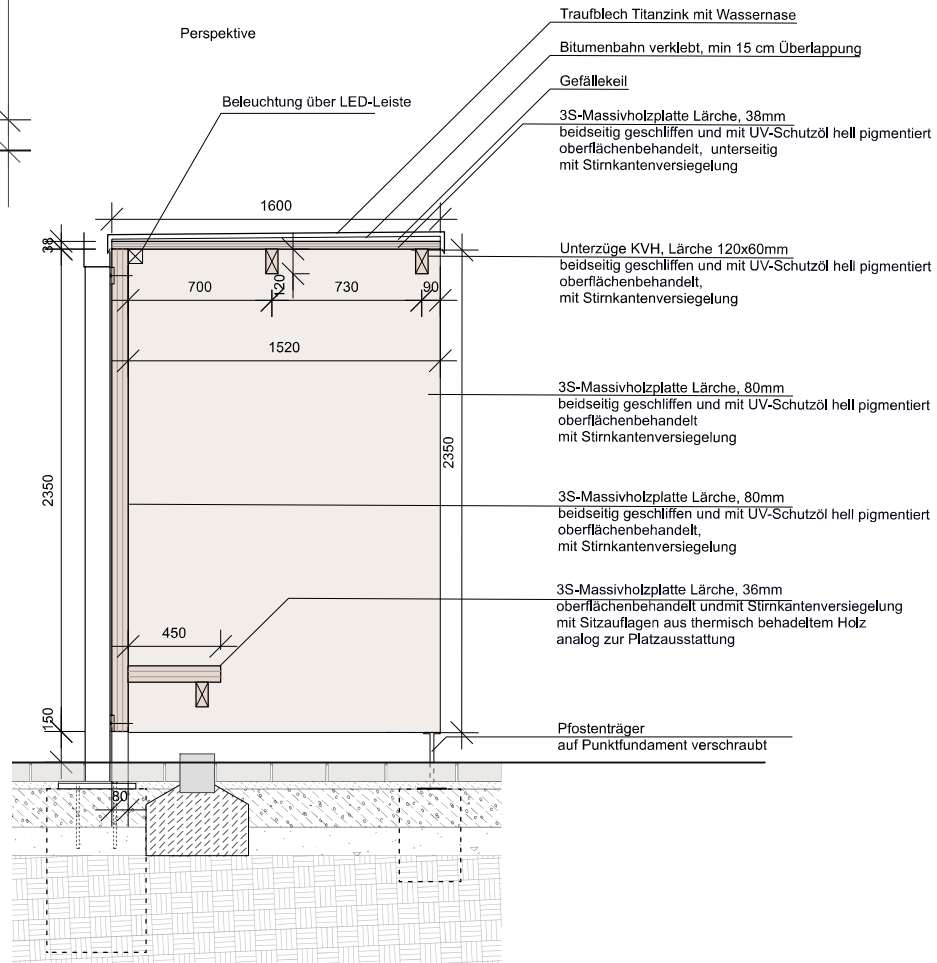 Perspektive
Traufblech Titanzink mit Wassernase
Bitumenbahn verklebt, min 15 cm Überlappung
Gefällekeil
Beleuchtung über LED-Leiste
3S-Massivholzplatte Lärche, 38mm
beidseitig geschliffen und mit UV-Schutzöl hell pigmentiert
oberflächenbehandelt, unterseitig
mit Stirnkantenversiegelung
1600
38
Unterzüge KVH, Lärche 120x60mm
beidseitig geschliffen und mit UV-Schutzöl hell pigmentiert
oberflächenbehandelt,
mit Stirnkantenversiegelung
700
120
730
90
1520
3S-Massivholzplatte Lärche, 80mm
beidseitig geschliffen und mit UV-Schutzöl hell pigmentiert
oberflächenbehandelt
mit Stirnkantenversiegelung
2350
2350
3S-Massivholzplatte Lärche, 80mm
beidseitig geschliffen und mit UV-Schutzöl hell pigmentiert
oberflächenbehandelt,
mit Stirnkantenversiegelung
3S-Massivholzplatte Lärche, 36mm
oberflächenbehandelt undmit Stirnkantenversiegelung
mit Sitzauflagen aus thermisch behadeltem Holz
analog zur Platzausstattung
450
150
Pfostenträger
auf Punktfundament verschraubt
80